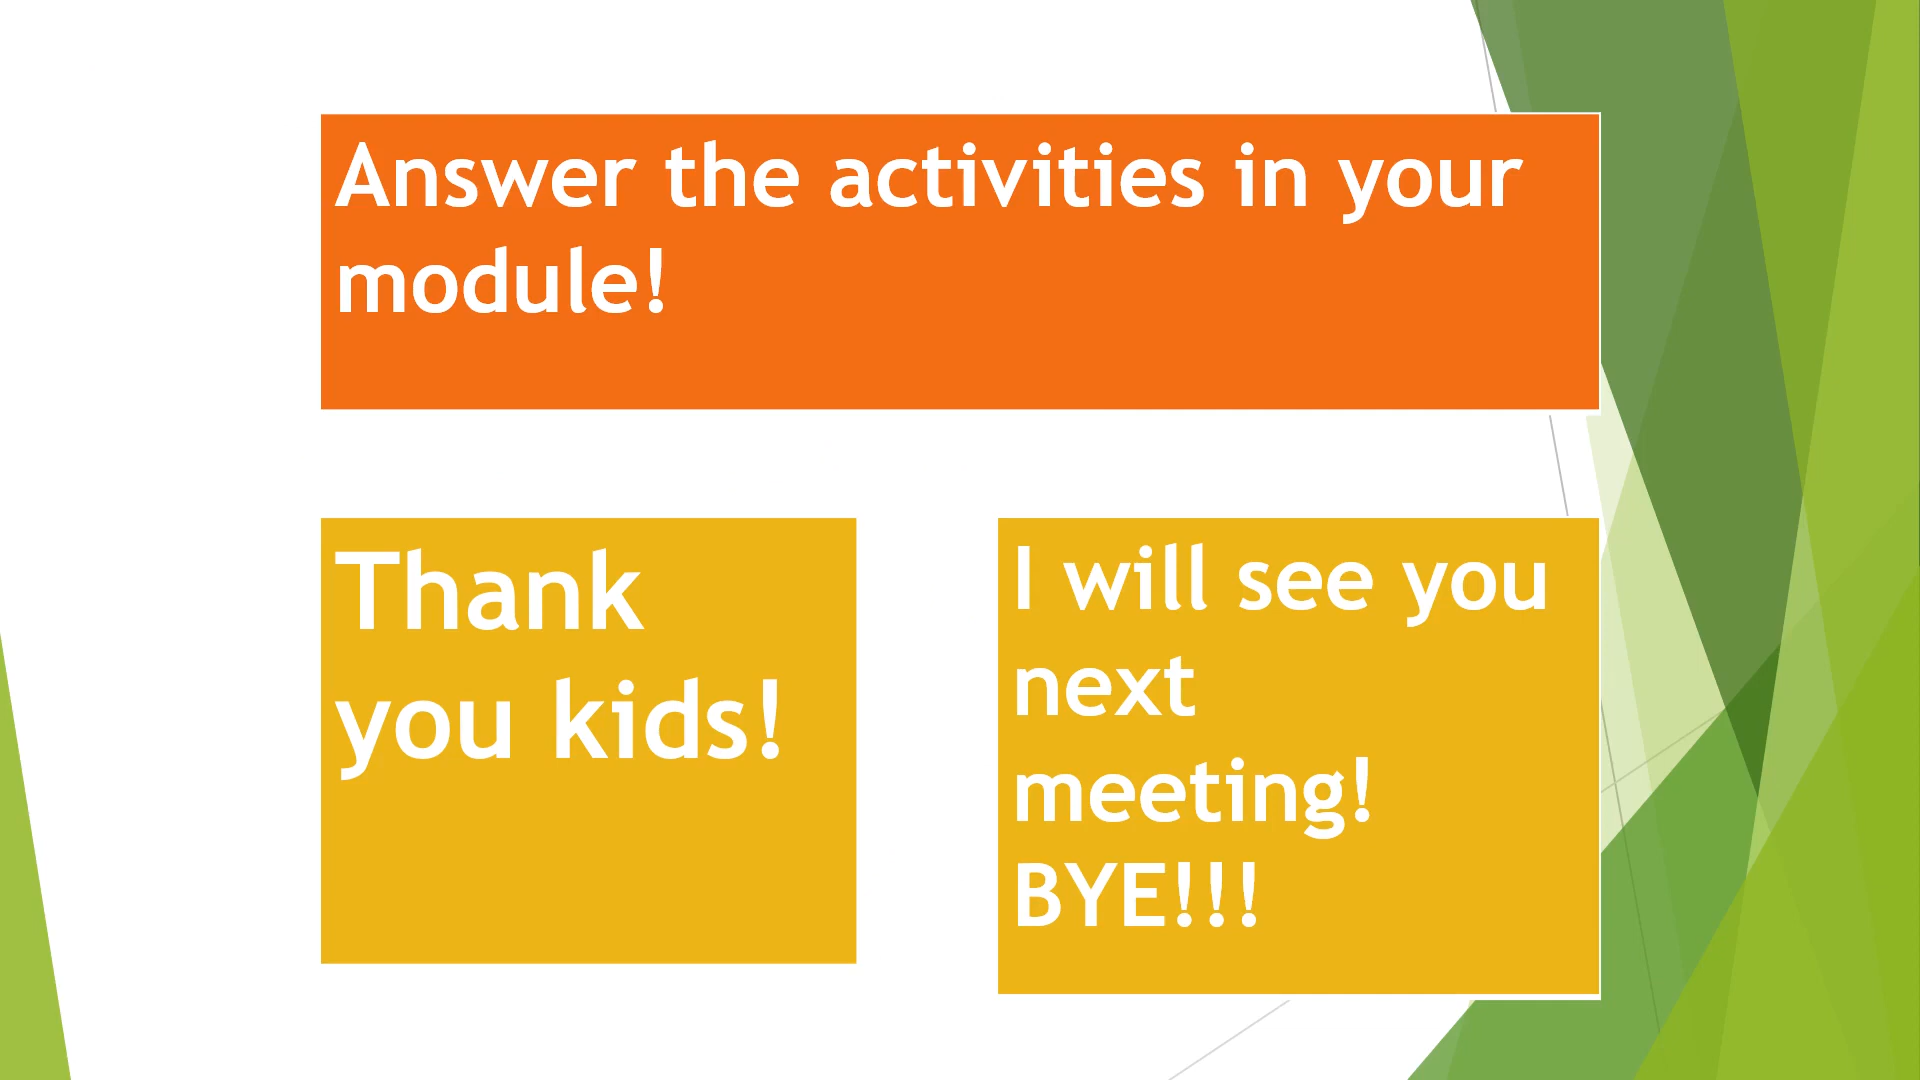 Answer the activities in your
module!
Thank
you kids!
I will see you
next
meeting!
BYE!!!